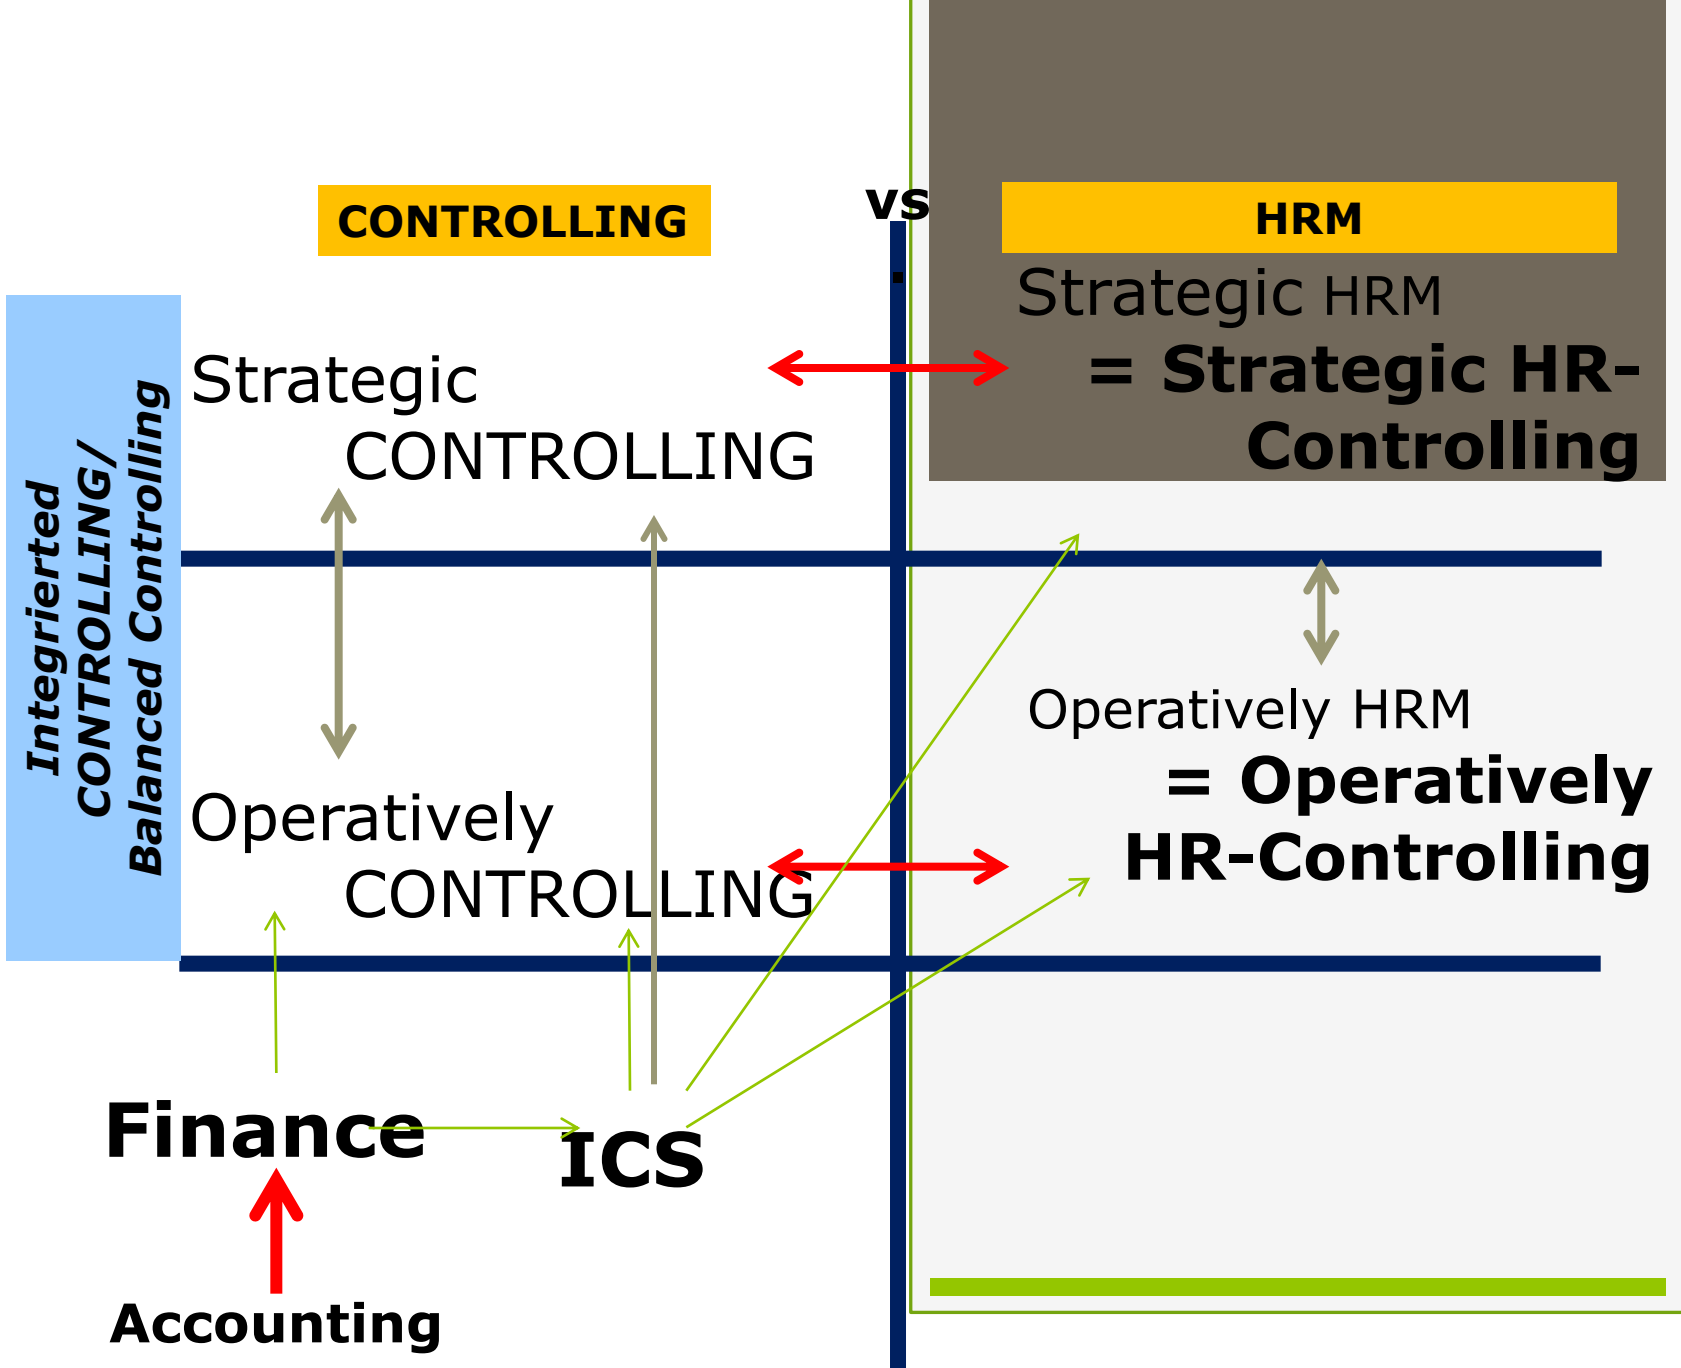 CONTROLLING
vs
.
HRM
Integrierted
CONTROLLING/
Balanced Controlling
Strategic
CONTROLLING
Strategic HRM
= Strategic HR-
Controlling
Operatively
CONTROLLING
Operatively HRM
= Operatively
HR-Controlling
Finance
ICS
Accounting